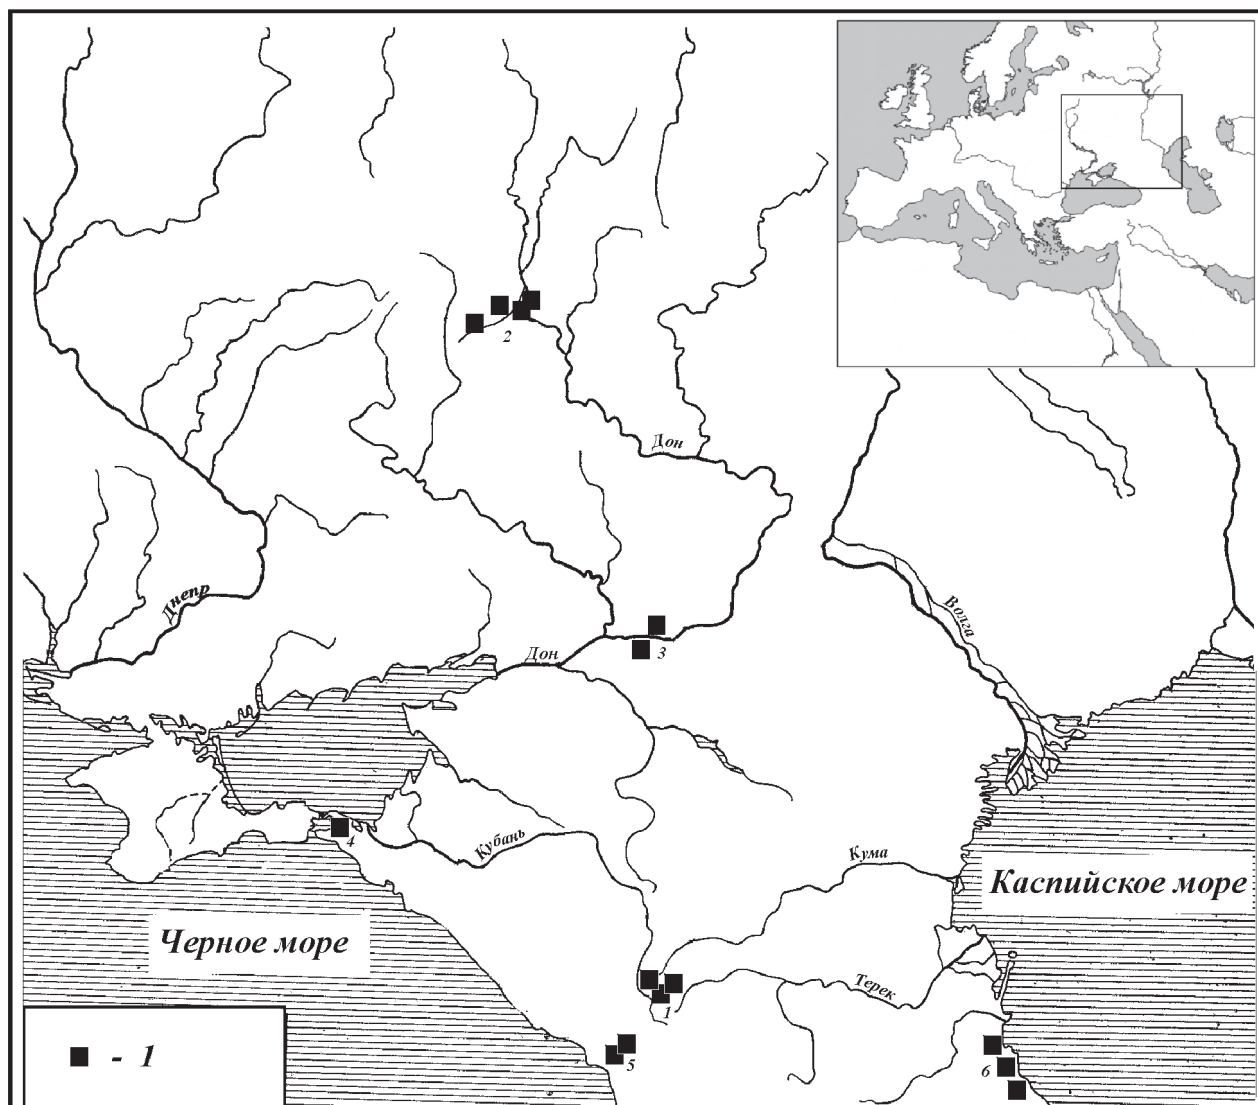 2
Дон
Днепр
Волга
3
Дон
4
Кубань
Кума
Каспийское море
Черное море
Терек
1
5
6
- 1